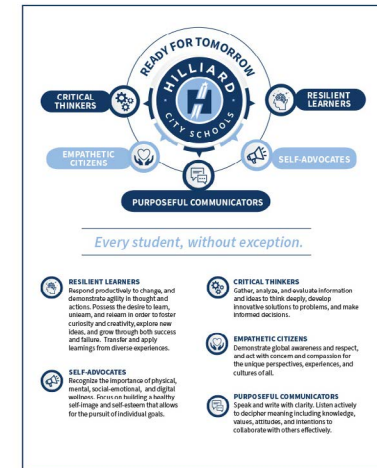 READY FOR TOMORROW
HILLIARD
CITY SCHOOLS
CRITICAL
THINKERS
RESILIENT
LEARNERS
EMPATHETIC
CITIZENS
SELF-ADVOCATES
PURPOSEFUL COMMUNICATORS
Every student, without exception.
RESILIENT LEARNERS
Respond productively to change, and
demonstrate agility in thought and
actions. Possess the desire to learn,
unlearn, and relearn in order to foster
curiosity and creativity, explore new
ideas, and grow through both success
and failure. Transfer and apply
learnings from diverse experiences.
SELF-ADVOCATES
Recognize the importance of physical,
mental, social-emotional, and digital
wellness. Focus on building a healthy
self-image and self-esteem that allows
for the pursuit of individual goals.
CRITICAL THINKERS
Gather, analyze, and evaluate information
and ideas to think deeply, develop
innovative solutions to problems, and make
informed decisions.
EMPATHETIC CITIZENS
Demonstrate global awareness and respect,
and act with concern and compassion for
the unique perspectives, experiences, and
cultures of all.
PURPOSEFUL COMMUNICATORS
Speak and write with clarity. Listen actively
to decipher meaning including knowledge,
values, attitudes, and intentions to
collaborate with others effectively.